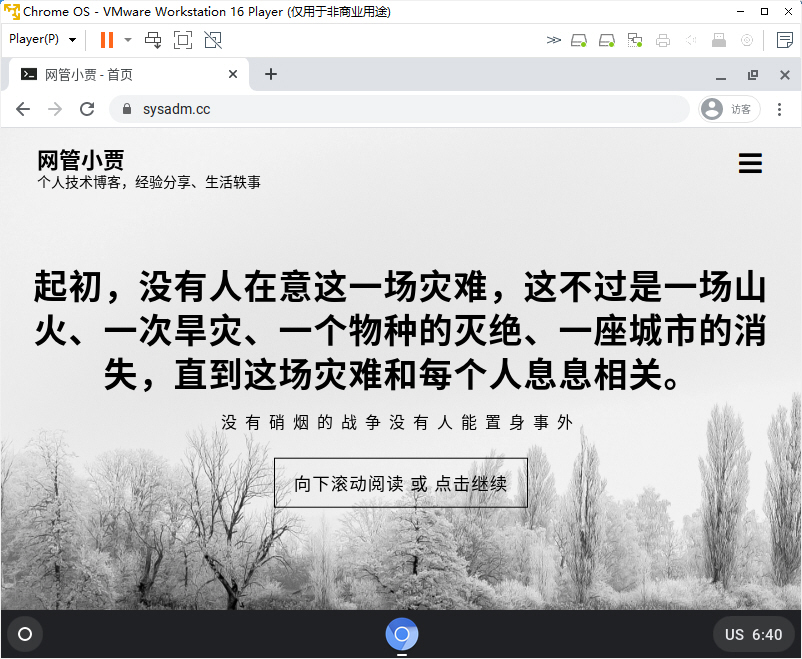 Chrome OS - VMware Workstation 16 Player (仅用于非商业用途)
Player(P)
网管小贾 - 首页
sysadm.cc
访客
网管小贾
个人技术博客，经验分享、生活轶事
起初，没有人在意这一场灾难，这不过是一场山
火、一次旱灾、一个物种的灭绝、一座城市的消
失，直到这场灾难和每个人息息相关。
没有硝烟的战争没有人能置身事外
向下滚动阅读 或 点击继续
US 6:40